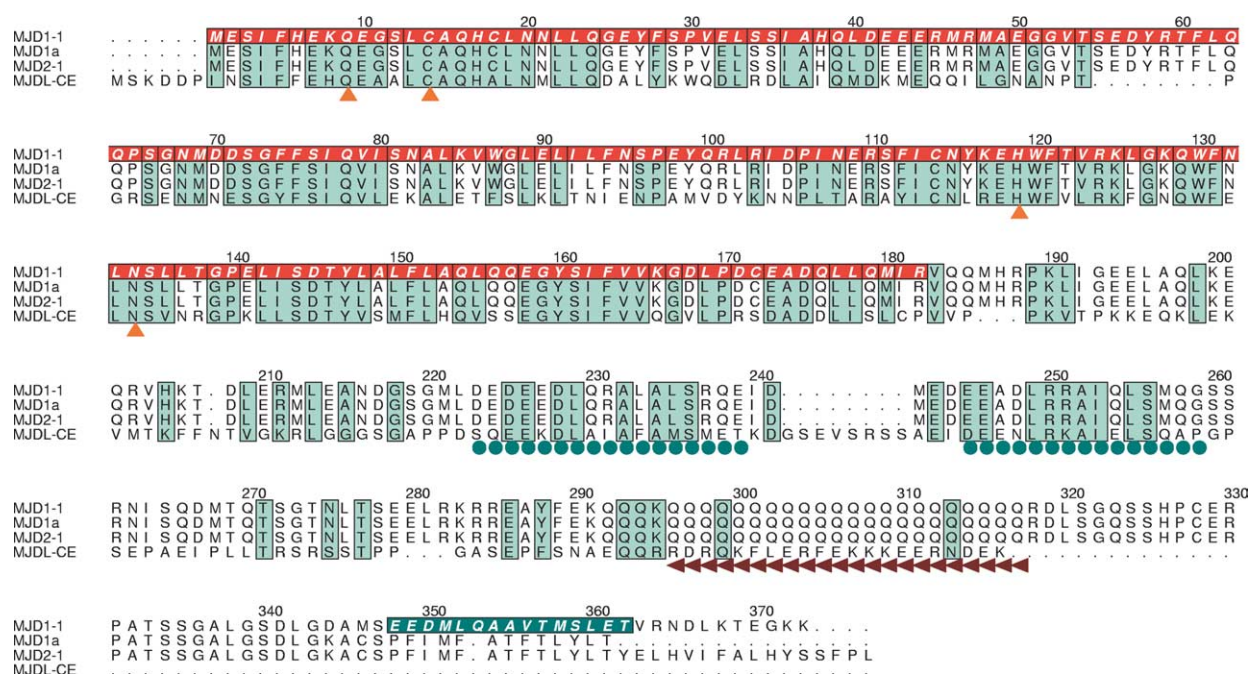 10 20 30 40 50 60
MJD1-1 ......MESIFHEKQEGSLCAQHCLNNLLQGEYFSPVELSSIAHQLDEEERMRMAEGGVTSEDYRTFLQ
MJD1a ......MESIFHEKQEGSLCAQHCLNNLLQGEYFSPVELSSIAHQLDEEERMRMAEGGVTSEDYRTFLQ
MJD2-1 ......MESIFHEKQEGSLCAQHCLNNLLQGEYFSPVELSSIAHQLDEEERMRMAEGGVTSEDYRTFLQ
MJDL-CE MSKDDPINSIFFEHQEAALCAQHALNMLLQDALYKWQDLRDLAIQMDKMEQQILGNANPT........P
70 80 90 100 110 120 130
MJD1-1 QPSGNMDDSGFFSIQVISNALKVWGLELILFNSPEYQRLRIDPINERSFICNYKEHWFTVRKLGKQWFN
MJD1a QPSGNMDDSGFFSIQVISNALKVWGLELILFNSPEYQRLRIDPINERSFICNYKEHWFTVRKLGKQWFN
MJD2-1 QPSGNMDDSGFFSIQVISNALKVWGLELILFNSPEYQRLRIDPINERSFICNYKEHWFTVRKLGKQWFN
MJDL-CE GRSENMNESGYFSIQVLEKALETFSLKLTNIENPAMVDYKNNPLTARAYICNLREHWFVLRKFGNQWFE
140 150 160 170 180 190 200
MJD1-1 LNSLLTGPELISDTYLALFLAQLQQEGYSIFVVKGDLPDCEADQLLQMIRVQQMHRPKLIGEELAQLKE
MJD1a LNSLLTGPELISDTYLALFLAQLQQEGYSIFVVKGDLPDCEADQLLQMIRVQQMHRPKLIGEELAQLKE
MJD2-1 LNSLLTGPELISDTYLALFLAQLQQEGYSIFVVKGDLPDCEADQLLQMIRVQQMHRPKLIGEELAQLKE
MJDL-CE LNSVNRGPKLLSDTYVSMFLHQVSSEGYSIFVVQGVLPRSDADDLISLCPVVP...PKVTPKKEQKLEK
210 220 230 240 250 260
MJD1-1 QRVHKT.DLERMLEANDGSGMLDEDEEDLQRALALSRQEID........MEDEEADLRRAIQLSMQGSS
MJD1a QRVHKT.DLERMLEANDGSGMLDEDEEDLQRALALSRQEID........MEDEEADLRRAIQLSMQGSS
MJD2-1 QRVHKT.DLERMLEANDGSGMLDEDEEDLQRALALSRQEID........MEDEEADLRRAIQLSMQGSS
MJDL-CE VMTKFFNTVGKRLGGGSGAPPDSQEEKDLAIAFAMSMETIKDGSEVSRSSAEIDEENLRKAIELSQAPGP
270 280 290 300 310 320 330
MJD1-1 RNISQDMTQTSGTNLTSEELRKRREAYFEKQQQKQQQQQQQQQQQQQQQQQQQQQRDLSGQSSHPCER
MJD1a RNISQDMTQTSGTNLTSEELRKRREAYFEKQQQKQQQQQQQQQQQQQQQQQQQQQRDLSGQSSHPCER
MJD2-1 RNISQDMTQTSGTNLTSEELRKRREAYFEKQQQKQQQQQQQQQQQQQQQQQQQQQRDLSGQSSHPCER
MJDL-CE SEPAEIPLLTRSRSSTPP...GASEPFSNAEQQRRDRQKFLERFEKKKEERNDEK..............
340 350 360 370
MJD1-1 PATSSGALGSDLGDAMSEEDMLQAAVTMSLETVRNDLKTEGKK....
MJD1a PATSSGALGSDLGKACSPFIMF.ATFTLYLT................
MJD2-1 PATSSGALGSDLGKACSPFIMF.ATFTLYLTYELHVIFALHYSSFPL
MJDL-CE ...............................................